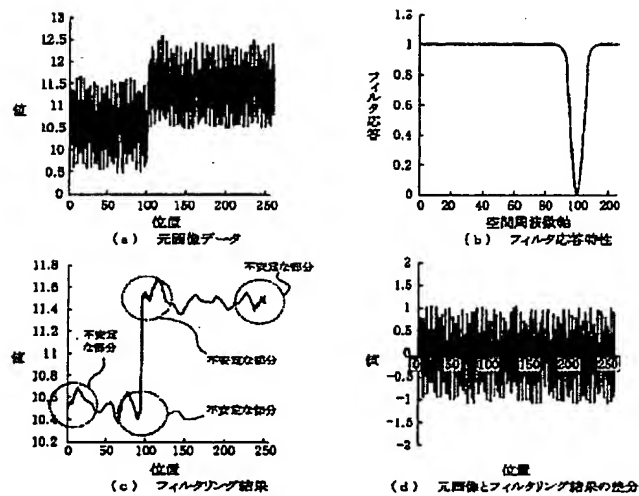 13
12.5
12
11.5
11
10.5
10
値
0 50 100 150 200 250
位置
(a) 元画像データ
1.2
1
0.8
0.6
0.4
0.2
0
フィルタ応答
0 20 40 60 80 100 120
空間周波数軸
(b) フィルタ応答特性
11.8
11.6
11.4
11.2
11
10.8
10.6
10.4
10.2
値
不安定な部分
不安定
な部分
不安定な部分
不安定な部分
0 50 100 150 200 250
位置
(c) フィルタリング結果
2
1.5
1
0.5
0
-0.5
-1
-1.5
-2
値
0 50 100 150 200 250
位置
(d) 元画像とフィルタリング結果の差分